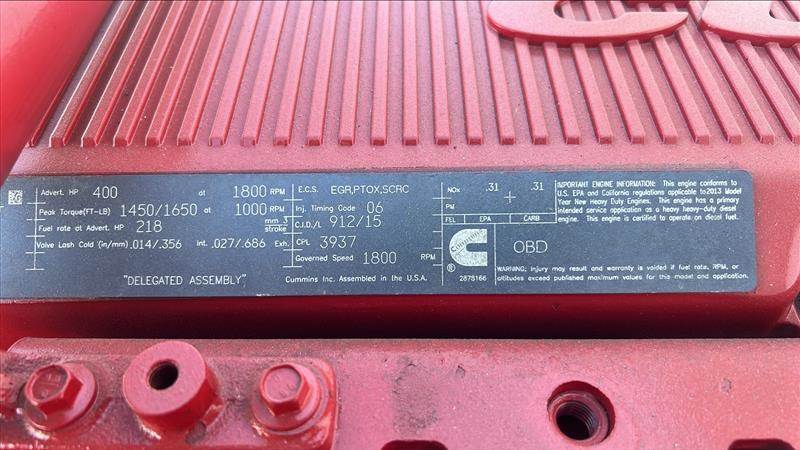 Advert. HP 400 at 1800 RPM
Peak Torque(FT-LB) 1450/1650 at 1000 RPM
Fuel rate at Advert. HP 218 mm 3 stroke
Valve Lash Cold (in/mm) .014/.356 int. .027/.686 Exh.
"DELEGATED ASSEMBLY"
E.C.S. EGR,PTOX,SCRC
Inj. Timing Code 06
C.I.D./L 912/15
CPL 3937
Governed Speed 1800 RPM
Cummins Inc. Assembled in the U.S.A.
NOx .31 + .31
PM
FEL EPA CARB
Cummins
®
2878166
OBD
IMPORTANT ENGINE INFORMATION: This engine conforms to
U.S. EPA and California regulations applicable to2013 Model
Year New Heavy Duty Engines. This engine has a primary
intended service application as a heavy heavy-duty diesel
engine. This engine is certified to operate on diesel fuel.
WARNING: Injury may result and warranty is voided if fuel rate, RPM, or
altitudes exceed published maximum values for this model and application.